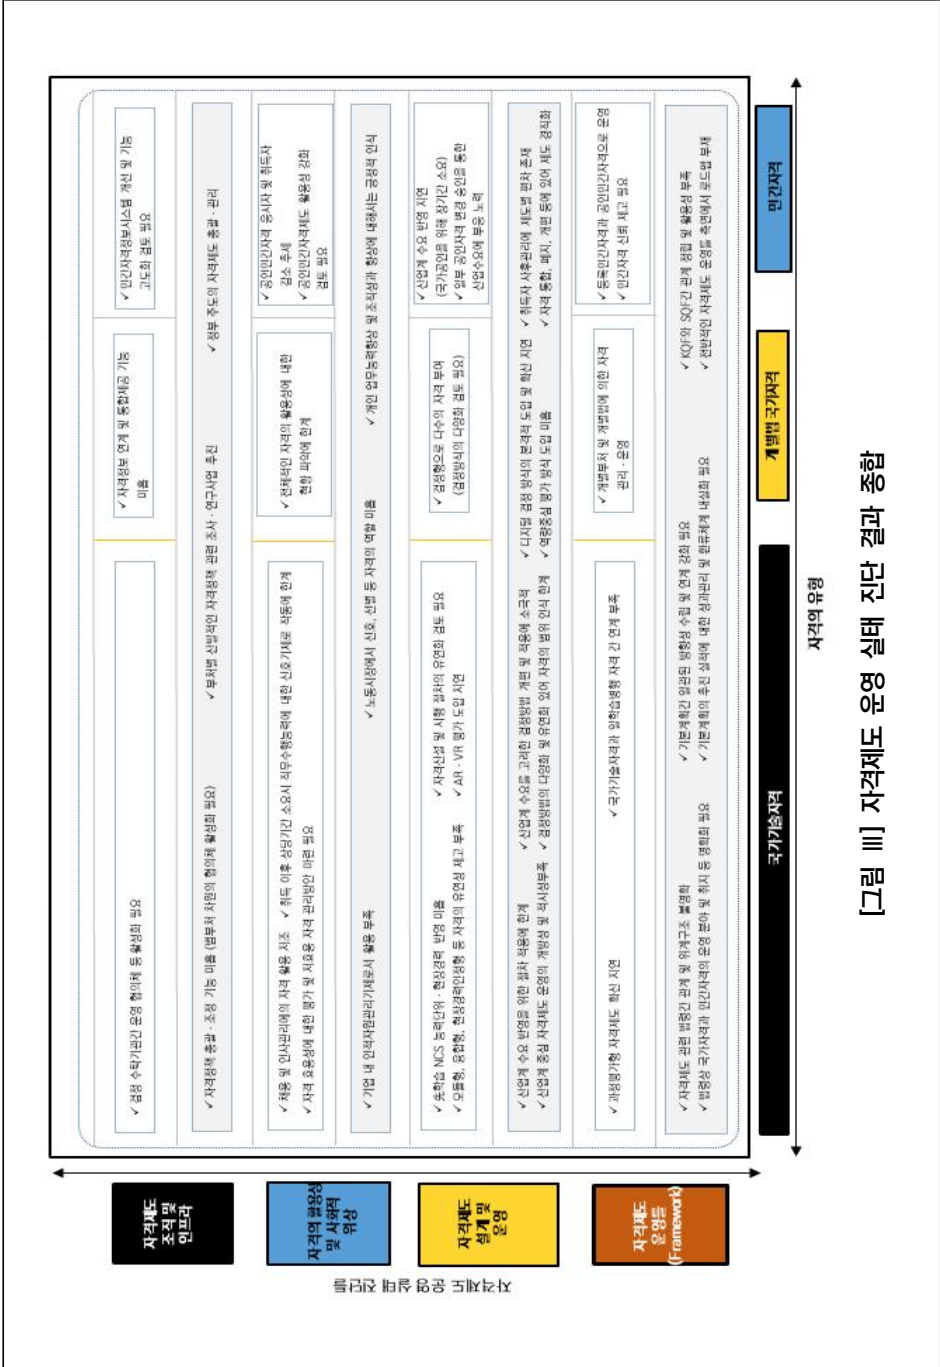 자격제도 운영 실태 진단틀
자격제도
조직 및
인프라
✓ 검정 수탁기관간 운영 협의체 등 활성화 필요
✓ 자격정보 연계 및 통합제공 기능
미흡
✓ 민간자격정보시스템 개선 및 기능
고도화 검토 필요
✓ 자격정책 총괄·조정 기능 미흡 (범부처 차원의 협의체 활성화 필요)
✓ 부처별 산발적인 자격정책 관련 조사·연구사업 추진
✓ 정부 주도의 자격제도 총괄·관리
자격의 활용성
및 사회적
위상
✓ 채용 및 인사관리에의 자격 활용 저조
✓ 취득 이후 상당기간 소요시 직무수행능력에 대한 신호기제로 작동에 한계
✓ 자격 효용성에 대한 평가 및 저효용 자격 관리방안 마련 필요
✓ 전체적인 자격의 활용성에 대한
현황 파악에 한계
✓ 공인민간자격 응시자 및 취득자
감소 추세
✓ 공인민간자격제도 활용성 강화
검토 필요
✓ 기업 내 인적자원관리기제로서 활용 부족
✓ 노동시장에서 신호, 선별 등 자격의 역할 미흡
✓ 개인 업무능력향상 및 조직성과 향상에 대해서는 긍정적 인식
자격제도
설계 및
운영
✓ 先학습 NCS 능력단위·현장경력 반영 미흡
✓ 자격신설 및 시행 절차의 유연화 검토 필요
✓ 모듈형, 융합형, 현장경력인정형 등 자격의 유연성 제고 부족
✓ AR·VR 평가 도입 지연
✓ 검정형으로 다수의 자격 부여
(검정방식의 다양화 검토 필요)
✓ 산업계 수요 반영 지연
(국가공인을 위해 장기간 소요)
✓ 일부 공인자격 변경 승인을 통한
산업수요에 부응 노력
✓ 산업계 수요 반영을 위한 절차 적용에 한계
✓ 산업계 수요를 고려한 검정방법 개편 및 적용에 소극적
✓ 디지털 검정 방식의 본격적 도입 및 확산 지연
✓ 취득자 사후관리에 제도별 편차 존재
✓ 산업계 중심 자격제도 운영의 개방성 및 적시성부족
✓ 검정방법의 다양화 및 유연화 있어 자격의 범위 인식 한계
✓ 역량중심 평가 방식 도입 미흡
✓ 자격 통합, 폐지, 개편 등에 있어 제도 경직화
자격제도
운영틀
(Framework)
✓ 과정평가형 자격제도 확산 지연
✓ 국가기술자격과 일학습병행 자격 간 연계 부족
✓ 개별부처 및 개별법에 의한 자격
관리·운영
✓ 등록민간자격과 공인민간자격으로 운영
✓ 민간자격 신뢰 제고 필요
✓ 자격제도 관련 법령간 관계 및 위계구조 불명확
✓ 기본계획간 일관된 방향성 수립 및 연계 강화 필요
✓ KQF와 SQF간 관계 정립 및 활용성 부족
✓ 법령상 국가자격과 민간자격의 운영 분야 및 취지 등 명확화 필요
✓ 기본계획의 추진 실적에 대한 성과관리 및 환류체계 내실화 필요
✓ 전반적인 자격제도 운영틀 측면에서 로드맵 부재
국가기술자격
개별법 국가자격
민간자격
자격의 유형
[그림 Ⅲ] 자격제도 운영 실태 진단 결과 종합